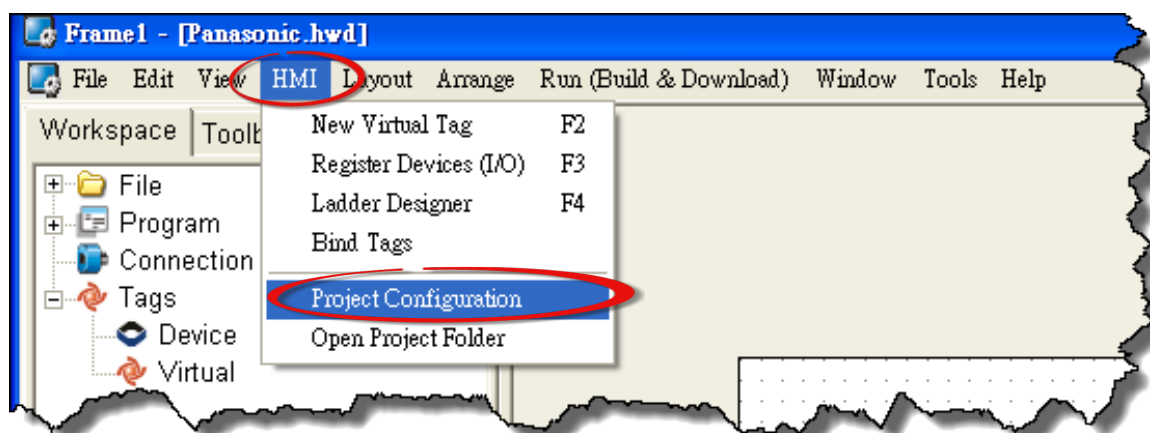 Frame1 - [Panasonic.hwd]
File Edit View HMI Layout Arrange Run (Build & Download) Window Tools Help
Workspace
New Virtual Tag F2
Register Devices (I/O) F3
File
Ladder Designer F4
Program
Bind Tags
Connection
Tags
Project Configuration
Device
Open Project Folder
Virtual